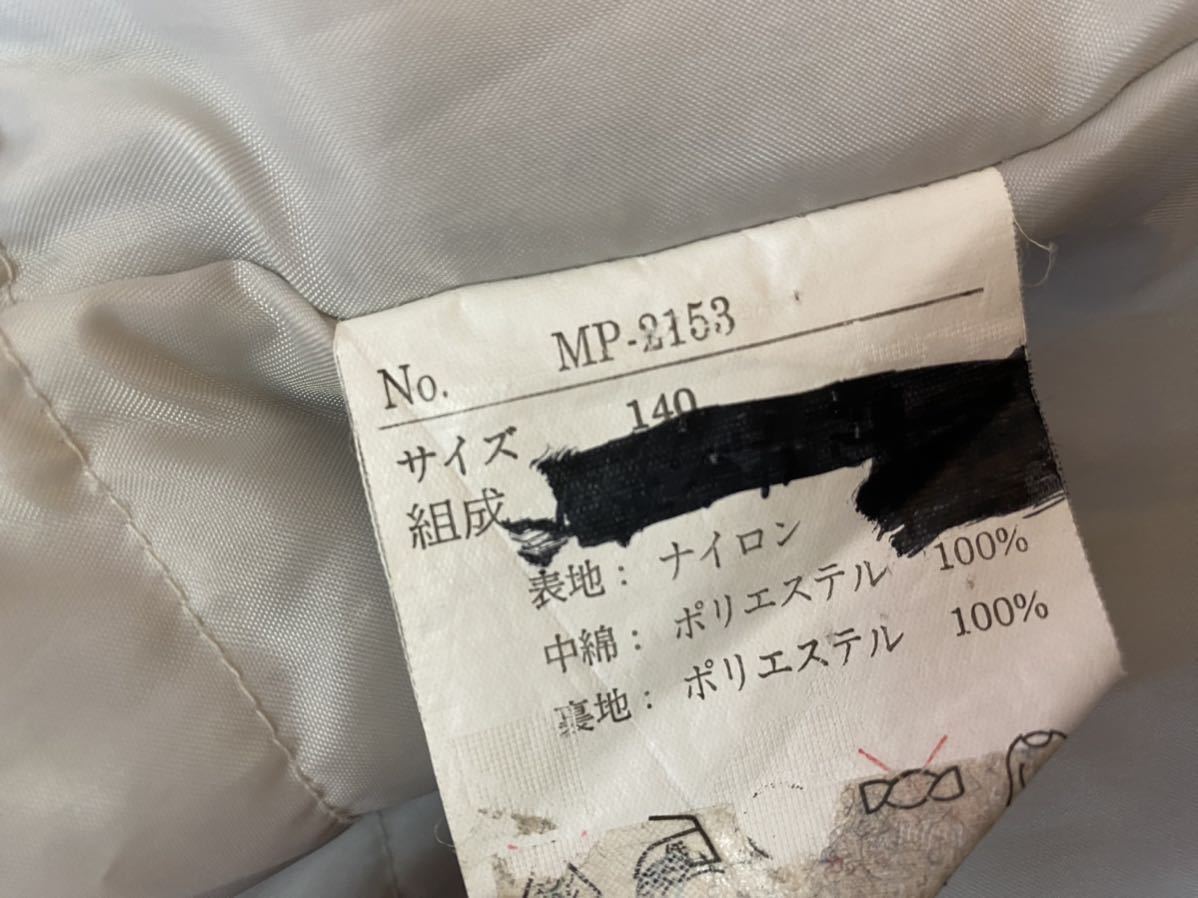 No. MP-2153
サイズ 140
組成
表地： ナイロン
中綿： ポリエステル 100%
裏地： ポリエステル 100%